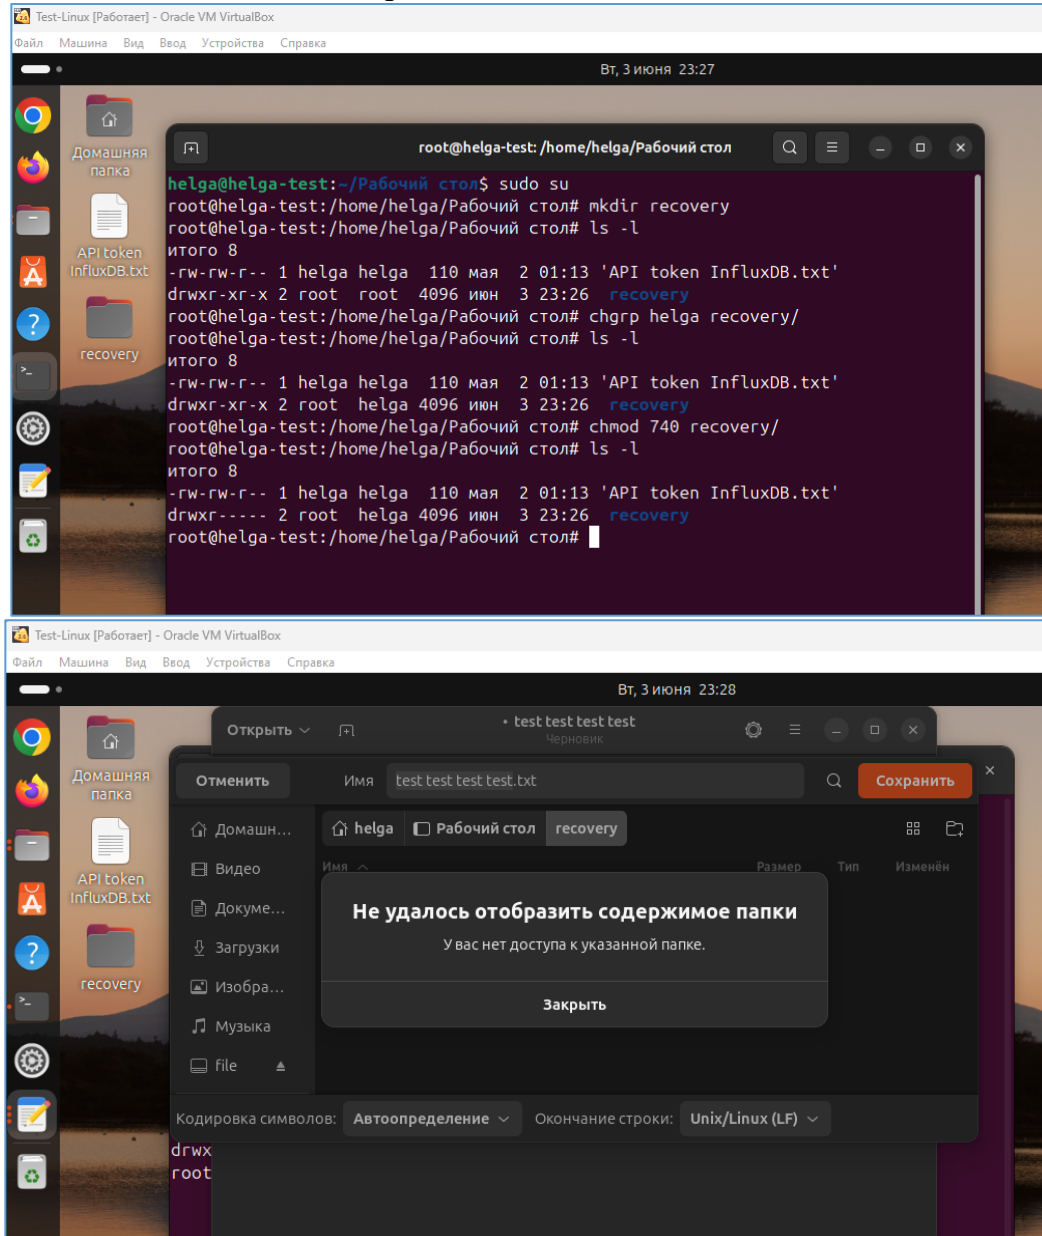 Test-Linux [Работает] - Oracle VM VirtualBox
Файл Машина Вид Ввод Устройства Справка
Вт, 3 июня 23:27
Домашняя папка
root@helga-test: /home/helga/Рабочий стол
helga@helga-test:~/Рабочий стол$ sudo su
root@helga-test:/home/helga/Рабочий стол# mkdir recovery
root@helga-test:/home/helga/Рабочий стол# ls -l
итого 8
-rw-rw-r-- 1 helga helga 110 мая 2 01:13 'API token InfluxDB.txt'
drwxr-xr-x 2 root root 4096 июн 3 23:26 recovery
root@helga-test:/home/helga/Рабочий стол# chgrp helga recovery/
root@helga-test:/home/helga/Рабочий стол# ls -l
итого 8
-rw-rw-r-- 1 helga helga 110 мая 2 01:13 'API token InfluxDB.txt'
drwxr-xr-x 2 root helga 4096 июн 3 23:26 recovery
root@helga-test:/home/helga/Рабочий стол# chmod 740 recovery/
root@helga-test:/home/helga/Рабочий стол# ls -l
итого 8
-rw-rw-r-- 1 helga helga 110 мая 2 01:13 'API token InfluxDB.txt'
drwxr----- 2 root helga 4096 июн 3 23:26 recovery
root@helga-test:/home/helga/Рабочий стол#
API token
InfluxDB.txt
recovery
Test-Linux [Работает] - Oracle VM VirtualBox
Файл Машина Вид Ввод Устройства Справка
Вт, 3 июня 23:28
Домашняя
папка
API token
InfluxDB.txt
recovery
Открыть
• test test test test
Черновик
Отменить
Имя test test test test.txt
Сохранить
Домашн...
Видео
Докуме...
Загрузки
Изобра...
Музыка
file
helga Рабочий стол recovery
Имя Размер Тип Изменён
Не удалось отобразить содержимое папки
У вас нет доступа к указанной папке.
Закрыть
Кодировка символов: Автоопределение Окончание строки: Unix/Linux (LF)
drwx
root